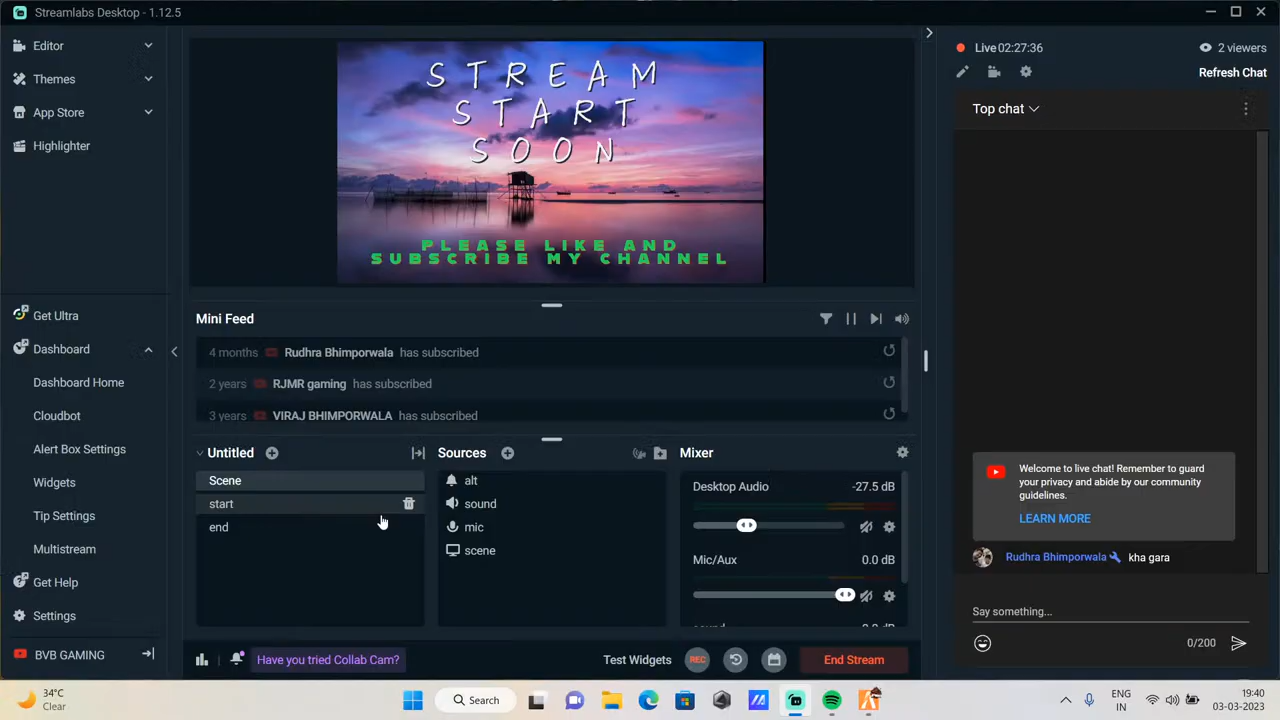 Streamlabs Desktop - 1.12.5
Editor
Themes
App Store
Highlighter
Get Ultra
Dashboard
Dashboard Home
Cloudbot
Alert Box Settings
Widgets
Tip Settings
Multistream
Get Help
Settings
BVB GAMING
STREAM
START
SOON
PLEASE LIKE AND
SUBSCRIBE MY CHANNEL
Mini Feed
4 months Rudhra Bhimporwala has subscribed
2 years RJMR gaming has subscribed
3 years VIRAJ BHIMPORWALA has subscribed
Untitled
Scene
start
end
Sources
alt
sound
mic
scene
Mixer
Desktop Audio -27.5 dB
Mic/Aux 0.0 dB
Have you tried Collab Cam?
Test Widgets
REC
End Stream
Live 02:27:36
2 viewers
Refresh Chat
Top chat
Welcome to live chat! Remember to guard
your privacy and abide by our community
guidelines.
LEARN MORE
Rudhra Bhimporwala kha gara
Say something...
0/200
34°C
Clear
Search
ENG
IN
19:40
03-03-2023